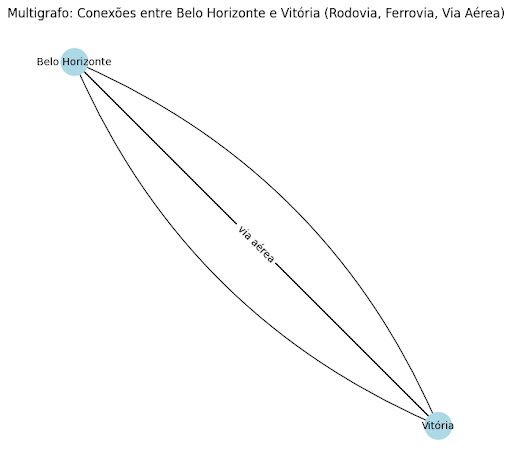 Multigrafo: Conexões entre Belo Horizonte e Vitória (Rodovia, Ferrovia, Via Aérea)
Belo Horizonte
via aérea
Vitória